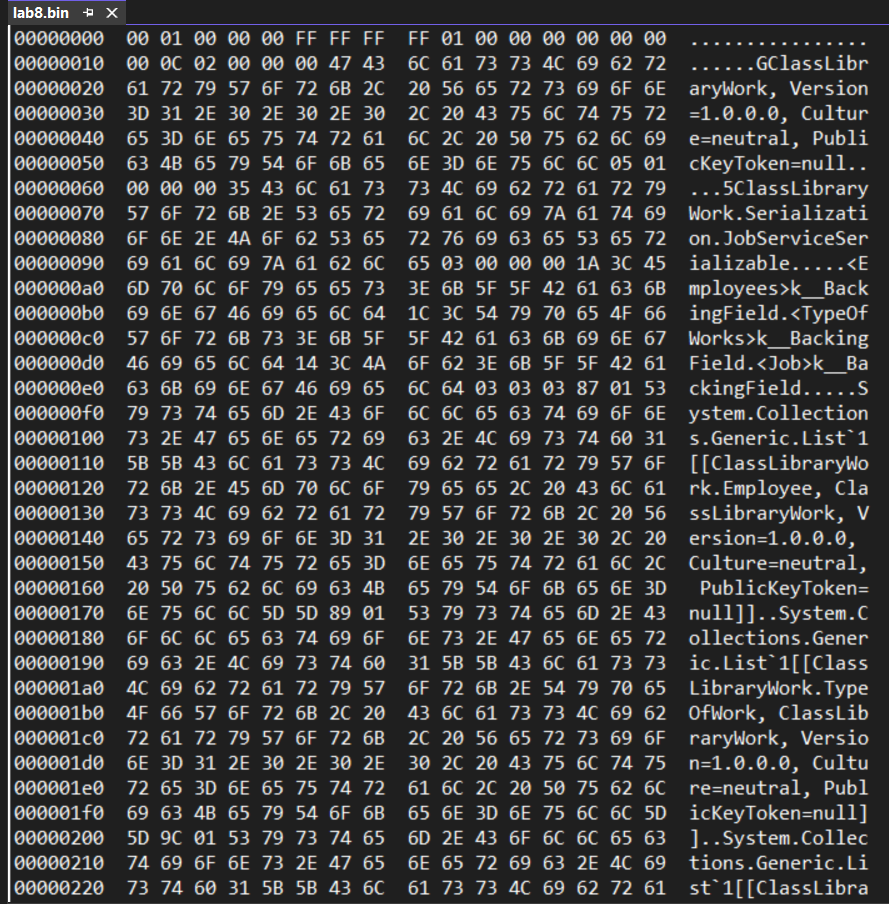 lab8.bin
00000000 00 01 00 00 00 FF FF FF FF 01 00 00 00 00 00 00 ................
00000010 00 0C 02 00 00 00 47 43 6C 61 73 73 4C 69 62 72 ......GClassLibr
00000020 61 72 79 57 6F 72 6B 2C 20 56 65 72 73 69 6F 6E aryWork, Version
00000030 3D 31 2E 30 2E 30 2E 30 2C 20 43 75 6C 74 75 72 =1.0.0.0, Cultur
00000040 65 3D 6E 65 75 74 72 61 6C 2C 20 50 75 62 6C 69 e=neutral, Publi
00000050 63 4B 65 79 54 6F 6B 65 6E 3D 6E 75 6C 6C 05 01 cKeyToken=null..
00000060 00 00 00 35 43 6C 61 73 73 4C 69 62 72 61 72 79 ...5ClassLibrary
00000070 57 6F 72 6B 2E 53 65 72 69 61 6C 69 7A 61 74 69 Work.Serializati
00000080 6F 6E 2E 4A 6F 62 53 65 72 76 69 63 65 53 65 72 on.JobServiceSer
00000090 69 61 6C 69 7A 61 62 6C 65 03 00 00 00 1A 3C 45 ializable.....<E
000000a0 6D 70 6C 6F 79 65 65 73 3E 6B 5F 5F 42 61 63 6B mployees>k__Back
000000b0 69 6E 67 46 69 65 6C 64 1C 3C 54 79 70 65 4F 66 ingField.<TypeOf
000000c0 57 6F 72 6B 73 3E 6B 5F 5F 42 61 63 6B 69 6E 67 Works>k__Backing
000000d0 46 69 65 6C 64 14 3C 4A 6F 62 3E 6B 5F 5F 42 61 Field.<Job>k__Ba
000000e0 63 6B 69 6E 67 46 69 65 6C 64 03 03 03 87 01 53 ckingField.....S
000000f0 79 73 74 65 6D 2E 43 6F 6C 6C 65 63 74 69 6F 6E ystem.Collection
00000100 73 2E 47 65 6E 65 72 69 63 2E 4C 69 73 74 60 31 s.Generic.List`1
00000110 5B 5B 43 6C 61 73 73 4C 69 62 72 61 72 79 57 6F [[ClassLibraryWo
00000120 72 6B 2E 45 6D 70 6C 6F 79 65 65 2C 20 43 6C 61 rk.Employee, Cla
00000130 73 73 4C 69 62 72 61 72 79 57 6F 72 6B 2C 20 56 ssLibraryWork, V
00000140 65 72 73 69 6F 6E 3D 31 2E 30 2E 30 2E 30 2C 20 ersion=1.0.0.0,
00000150 43 75 6C 74 75 72 65 3D 6E 65 75 74 72 61 6C 2C Culture=neutral,
00000160 20 50 75 62 6C 69 63 4B 65 79 54 6F 6B 65 6E 3D  PublicKeyToken=
00000170 6E 75 6C 6C 5D 5D 89 01 53 79 73 74 65 6D 2E 43 null]]..System.C
00000180 6F 6C 6C 65 63 74 69 6F 6E 73 2E 47 65 6E 65 72 ollections.Gener
00000190 69 63 2E 4C 69 73 74 60 31 5B 5B 43 6C 61 73 73 ic.List`1[[Class
000001a0 4C 69 62 72 61 72 79 57 6F 72 6B 2E 54 79 70 65 LibraryWork.Type
000001b0 4F 66 57 6F 72 6B 2C 20 43 6C 61 73 73 4C 69 62 OfWork, ClassLib
000001c0 72 61 72 79 57 6F 72 6B 2C 20 56 65 72 73 69 6F raryWork, Versio
000001d0 6E 3D 31 2E 30 2E 30 2E 30 2C 20 43 75 6C 74 75 n=1.0.0.0, Cultu
000001e0 72 65 3D 6E 65 75 74 72 61 6C 2C 20 50 75 62 6C re=neutral, Publ
000001f0 69 63 4B 65 79 54 6F 6B 65 6E 3D 6E 75 6C 6C 5D icKeyToken=null]
00000200 5D 9C 01 53 79 73 74 65 6D 2E 43 6F 6C 6C 65 63 ]..System.Collec
00000210 74 69 6F 6E 73 2E 47 65 6E 65 72 69 63 2E 4C 69 tions.Generic.Li
00000220 73 74 60 31 5B 5B 43 6C 61 73 73 4C 69 62 72 61 st`1[[ClassLibra